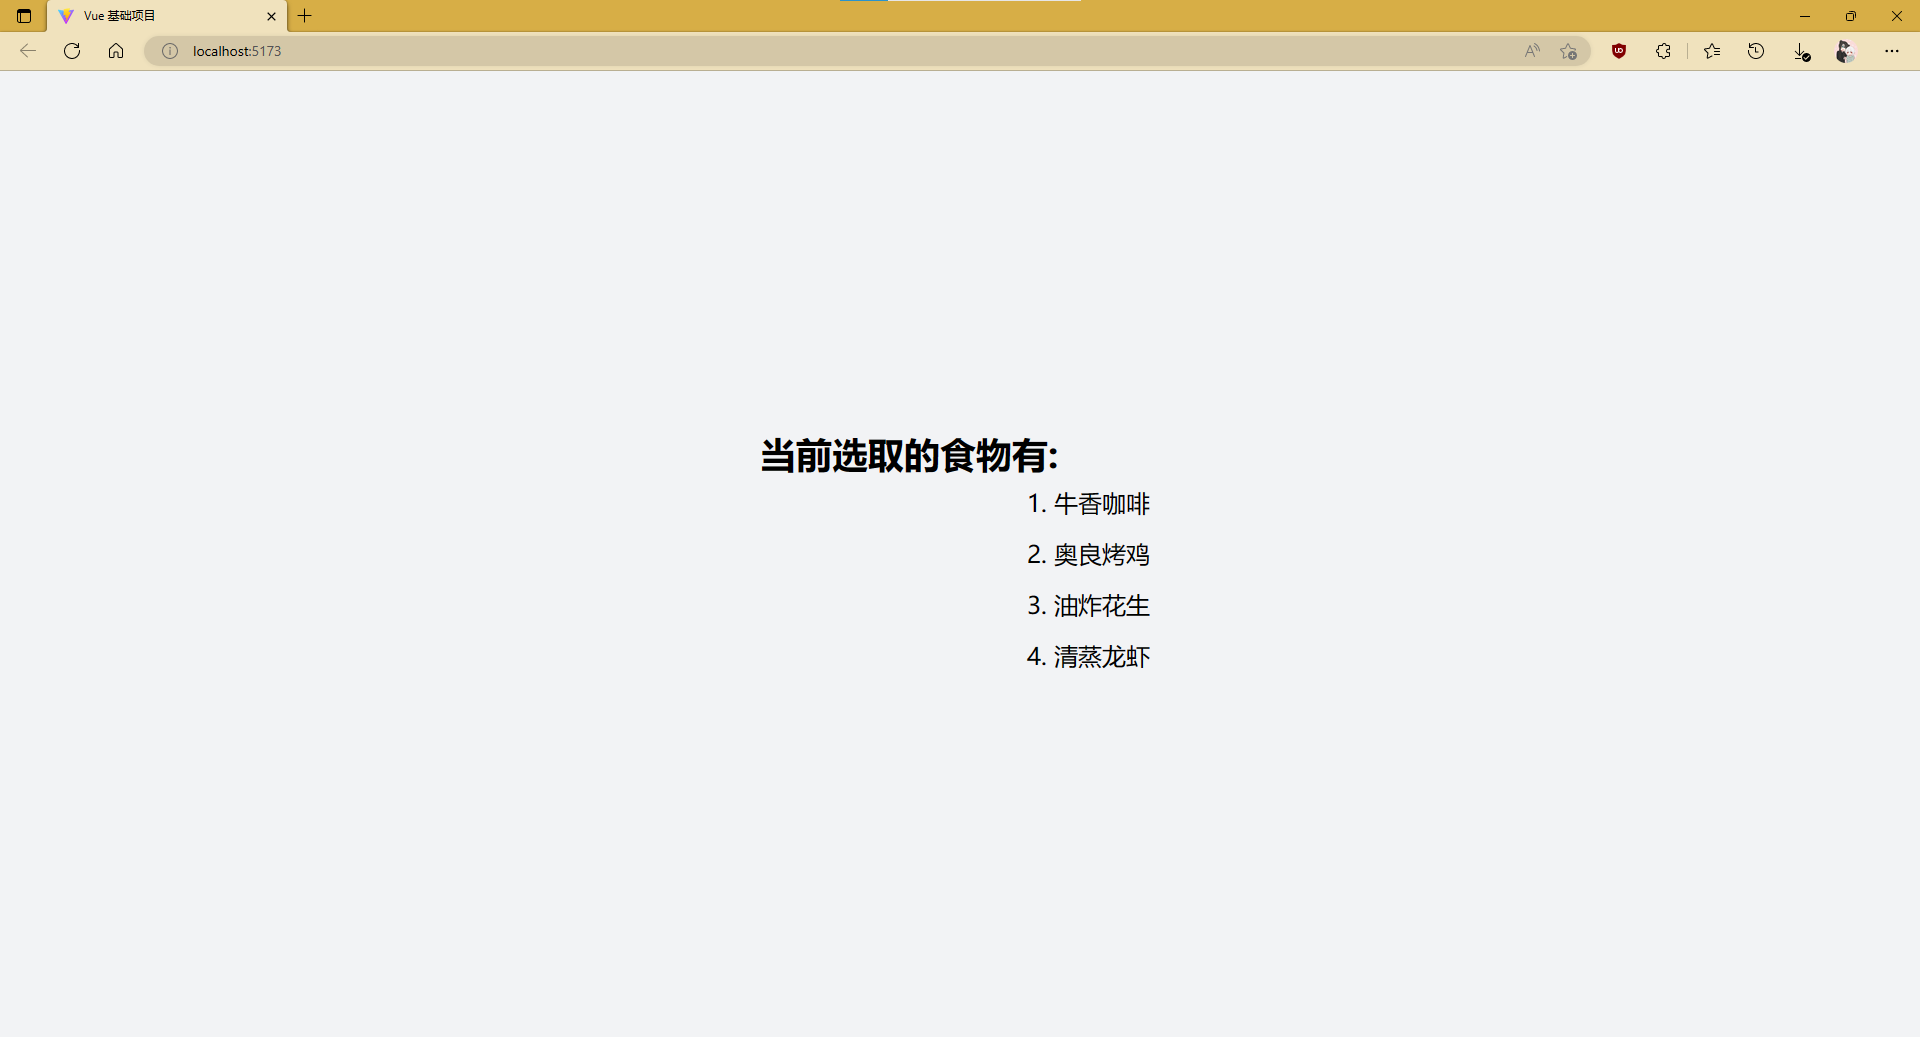 Vue 基础项目
localhost:5173
当前选取的食物有:
1. 牛香咖啡
2. 奥良烤鸡
3. 油炸花生
4. 清蒸龙虾